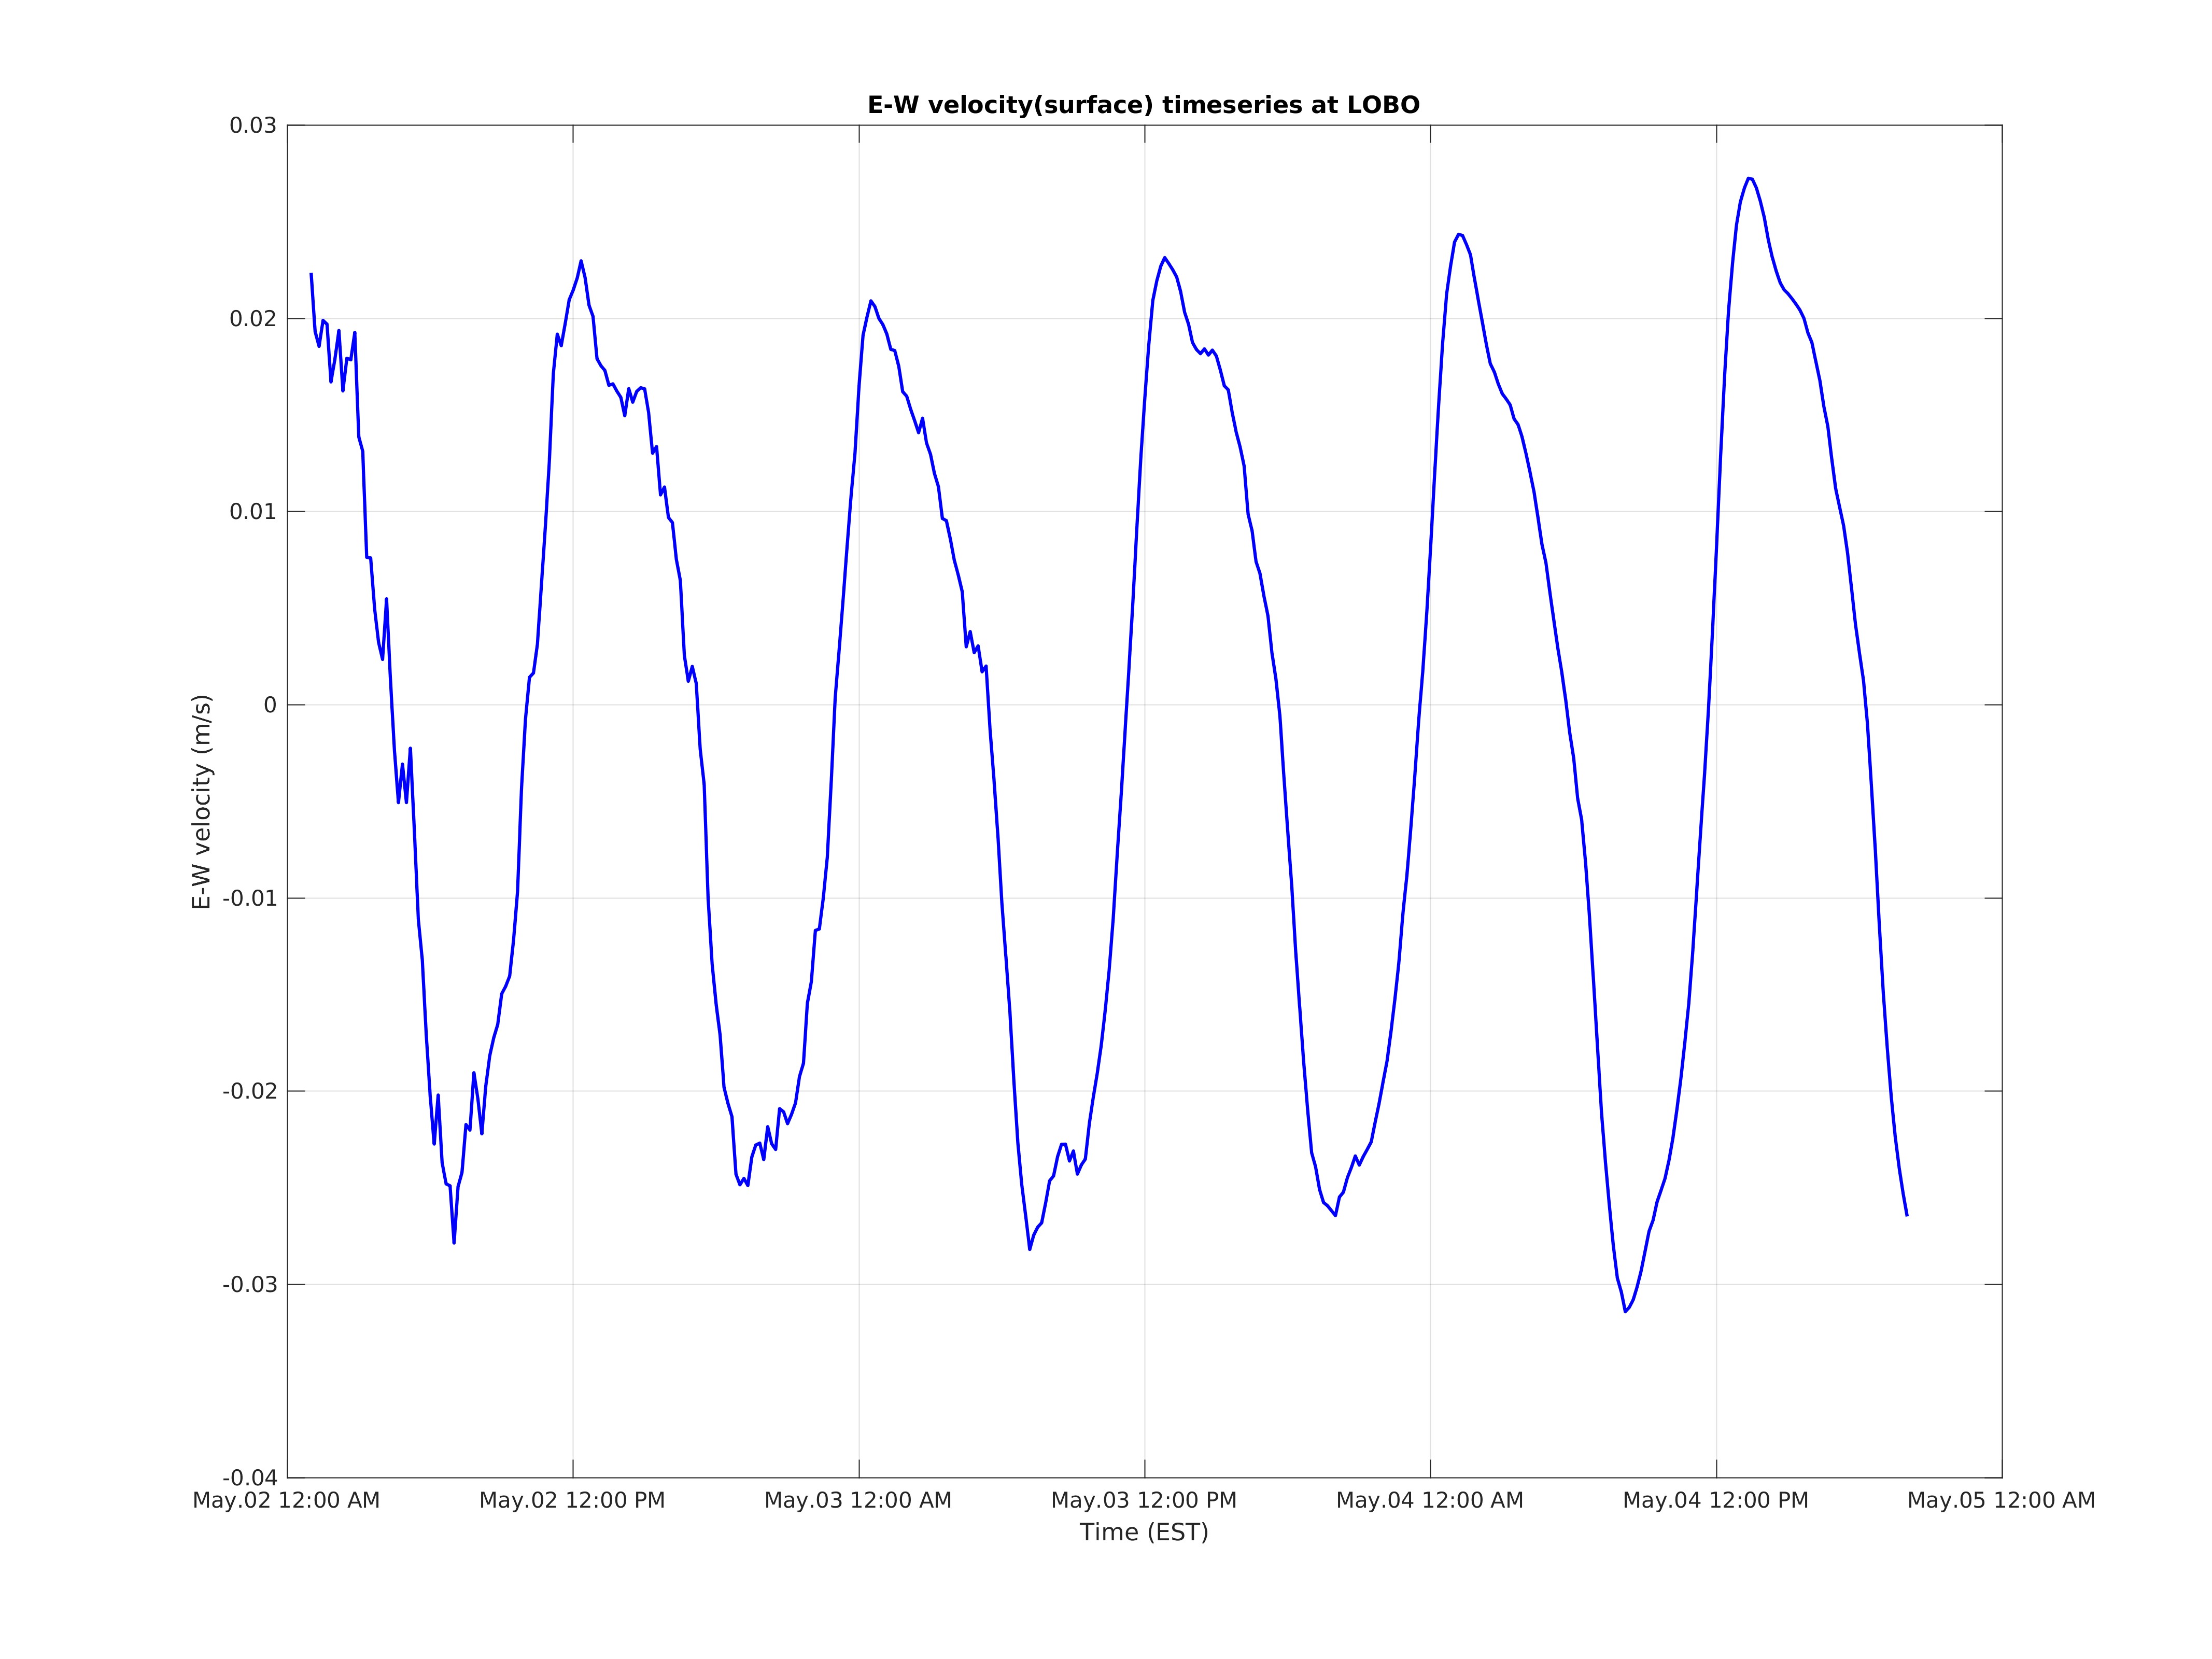 E-W velocity(surface) timeseries at LOBO
0.03
0.02
0.01
0
-0.01
-0.02
-0.03
-0.04
E-W velocity (m/s)
May.02 12:00 AM May.02 12:00 PM May.03 12:00 AM May.03 12:00 PM May.04 12:00 AM May.04 12:00 PM May.05 12:00 AM
Time (EST)